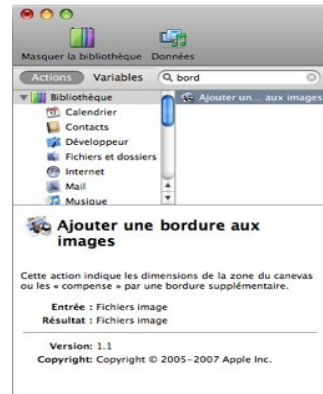 Masquer la bibliothèque Données
Actions Variables bord
Bibliothèque
Calendrier
Contacts
Développeur
Fichiers et dossiers
Internet
Mail
Musique
Ajouter un... aux images
Ajouter une bordure aux
images
Cette action indique les dimensions de la zone du canevas
ou les « compense » par une bordure supplémentaire.
Entrée : Fichiers image
Résultat : Fichiers image
Version: 1.1
Copyright: Copyright © 2005-2007 Apple Inc.